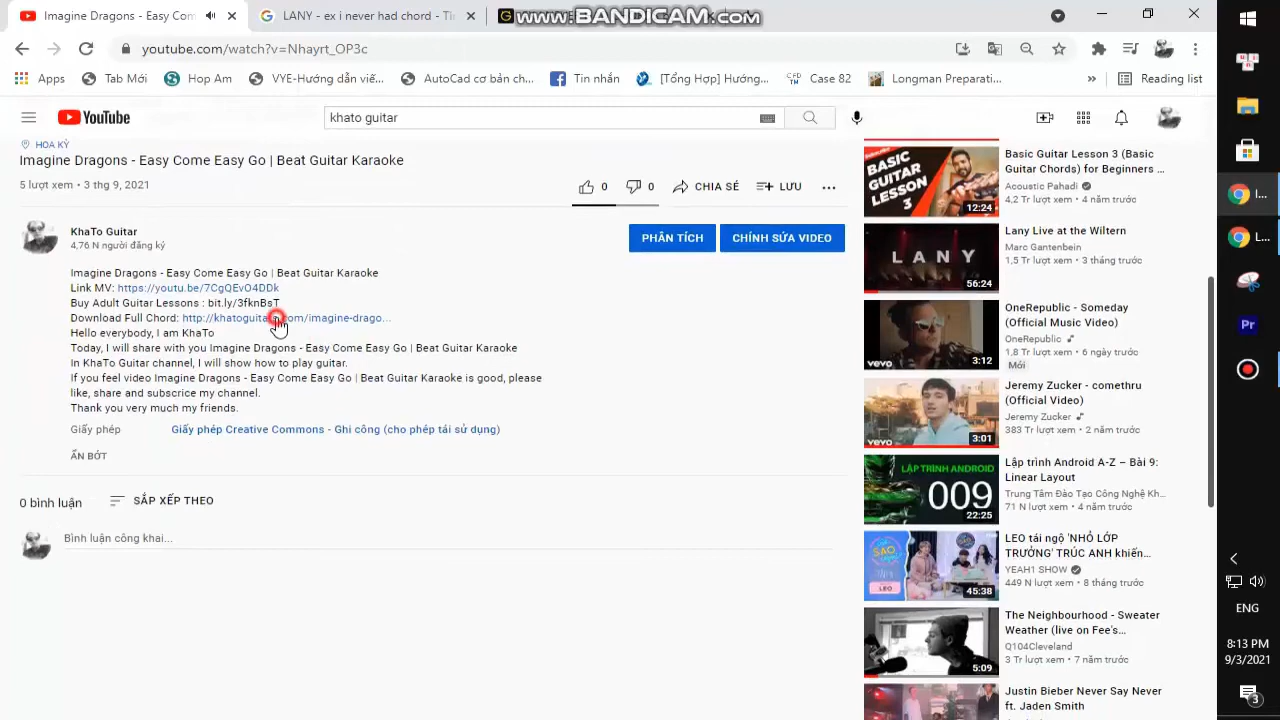 Imagine Dragons - Easy Come
LANY - ex i never had chord - Tì
www.BANDICAM.com
youtube.com/watch?v=Nhayrt_OP3c
Apps
Tab Mới
Hop Am
VYE-Hướng dẫn viế...
AutoCad cơ bản ch...
Tin nhắn
[Tổng Hợp] Hướng...
Case 82
Longman Preparati...
»
Reading list
YouTube
khato guitar
HOA KỲ
Imagine Dragons - Easy Come Easy Go | Beat Guitar Karaoke
5 lượt xem • 3 thg 9, 2021
0
0
CHIA SẺ
LƯU
KhaTo Guitar
4,76 N người đăng ký
PHÂN TÍCH
CHỈNH SỬA VIDEO
Imagine Dragons - Easy Come Easy Go | Beat Guitar Karaoke
Link MV: https://youtu.be/7CgQEvO4DDk
Buy Adult Guitar Lessons : bit.ly/3fknBsT
Download Full Chord: http://khatoguitar.com/imagine-drago...
Hello everybody, I am KhaTo
Today, I will share with you Imagine Dragons - Easy Come Easy Go | Beat Guitar Karaoke
In KhaTo Guitar channel, I will show how to play guitar.
If you feel video Imagine Dragons - Easy Come Easy Go | Beat Guitar Karaoke is good, please
like, share and subscrice my channel.
Thank you very much my friends.
Giấy phép
Giấy phép Creative Commons - Ghi công (cho phép tái sử dụng)
ẨN BỚT
0 bình luận
SẮP XẾP THEO
Bình luận công khai...
BASIC
GUITAR
LESSON
3
12:24
Basic Guitar Lesson 3 (Basic
Guitar Chords) for Beginners ...
Acoustic Pahadi
4,2 Tr lượt xem • 4 năm trước
LANY
56:24
Lany Live at the Wiltern
Marc Gantenbein
1,5 Tr lượt xem • 3 tháng trước
vevo
3:12
OneRepublic - Someday
(Official Music Video)
OneRepublic
1,8 Tr lượt xem • 6 ngày trước
Mới
vevo
3:01
Jeremy Zucker - comethru
(Official Video)
Jeremy Zucker
383 Tr lượt xem • 2 năm trước
LẬP TRÌNH ANDROID
009
22:25
Lập trình Android A-Z – Bài 9:
Linear Layout
Trung Tâm Đào Tạo Công Nghệ Kh...
71 N lượt xem • 4 năm trước
SAO
LEO
45:38
LEO tái ngộ 'NHỎ LỚP
TRƯỞNG' TRÚC ANH khiến...
YEAH1 SHOW
449 N lượt xem • 8 tháng trước
5:09
The Neighbourhood - Sweater
Weather (live on Fee's...
Q104Cleveland
3 Tr lượt xem • 7 năm trước
Justin Bieber Never Say Never
ft. Jaden Smith
I...
L...
Pr
ENG
8:13 PM
9/3/2021
3